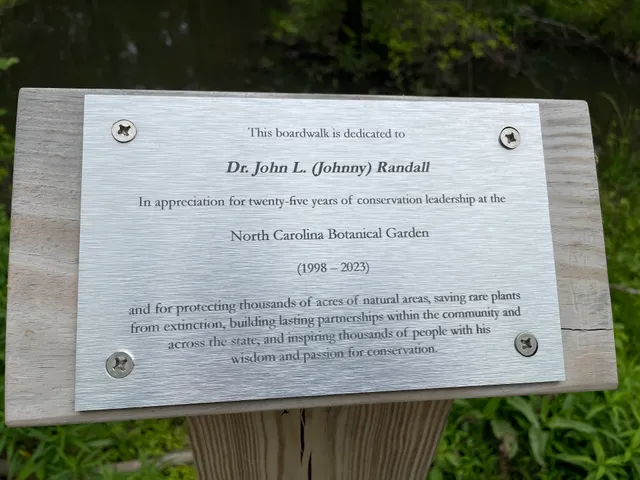 This boardwalk is dedicated to
Dr. John L. (Johnny) Randall
In appreciation for twenty-five years of conservation leadership at the
North Carolina Botanical Garden
(1998 – 2023)
and for protecting thousands of acres of natural areas, saving rare plants
from extinction, building lasting partnerships within the community and
across the state, and inspiring thousands of people with his
wisdom and passion for conservation.